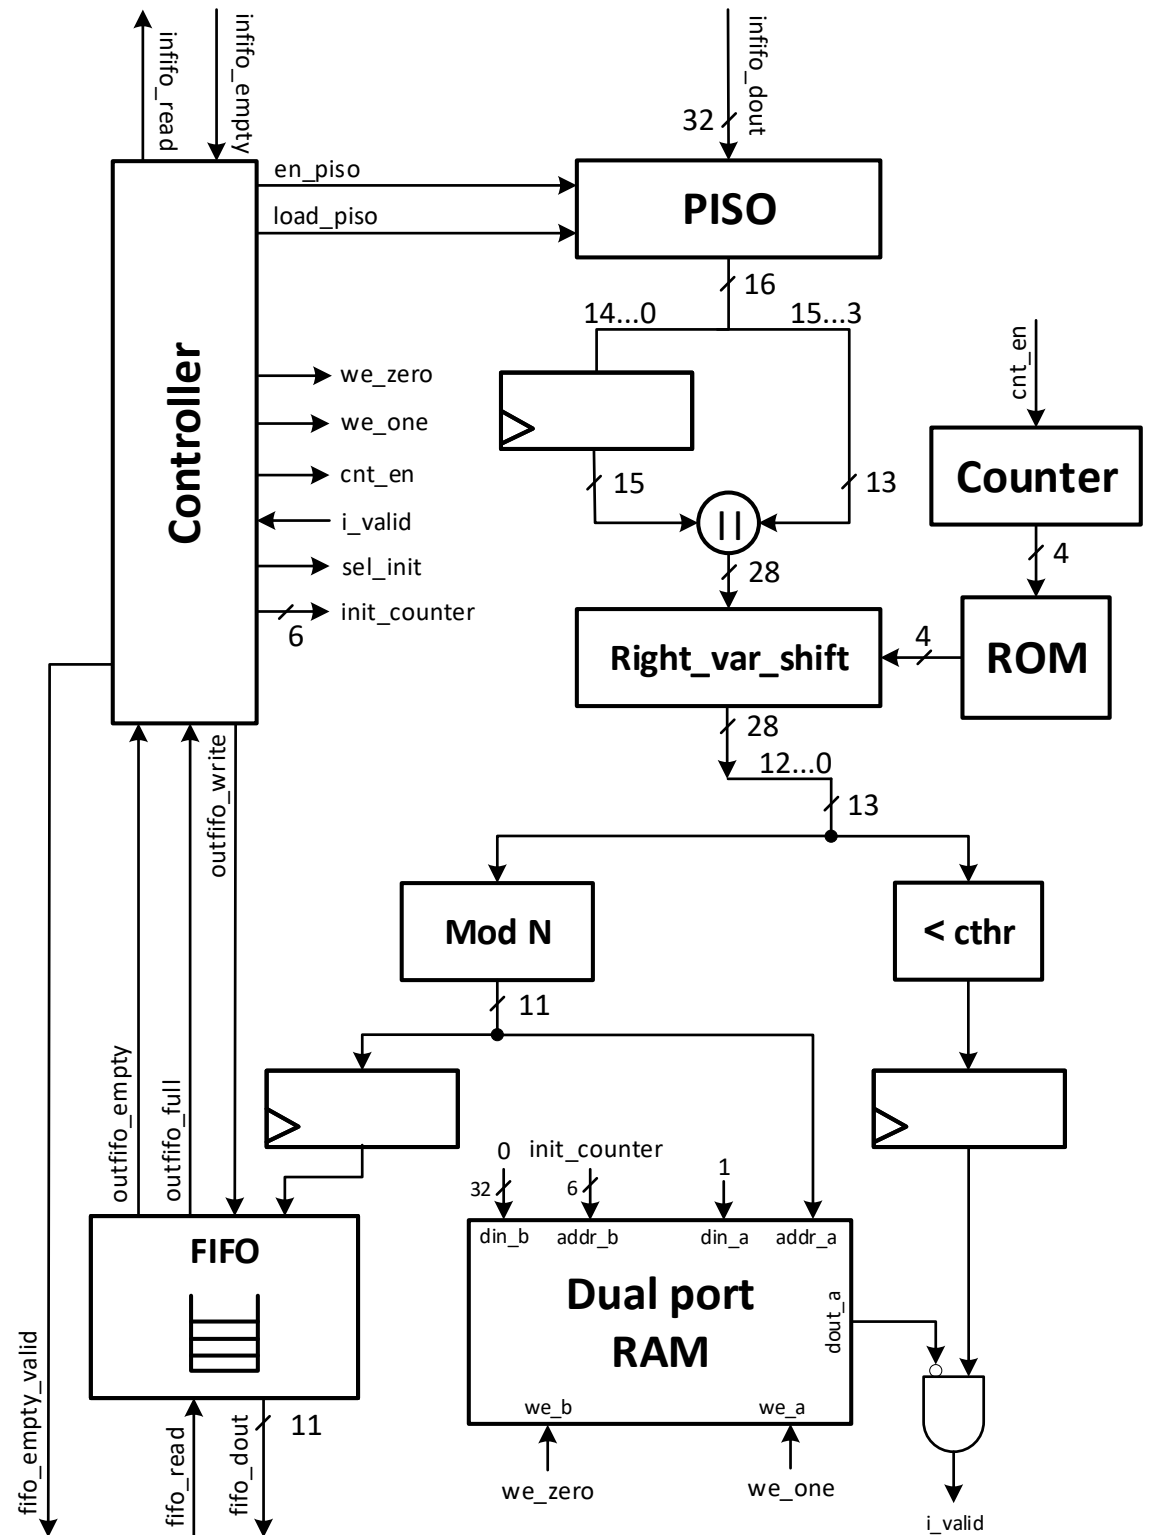 infifo_read
infifo_empty
infifo_dout
32
en_piso
load_piso
PISO
16
14...0
15...3
Controller
we_zero
we_one
cnt_en
i_valid
sel_init
init_counter
6
15
13
||
28
cnt_en
Counter
4
ROM
4
Right_var_shift
28
12...0
13
outfifo_write
Mod N
< cthr
11
outfifo_empty
outfifo_full
0
init_counter
1
32
6
din_b
addr_b
din_a
addr_a
FIFO
Dual port
RAM
dout_a
we_b
we_a
fifo_empty_valid
fifo_read
fifo_dout
11
we_zero
we_one
i_valid